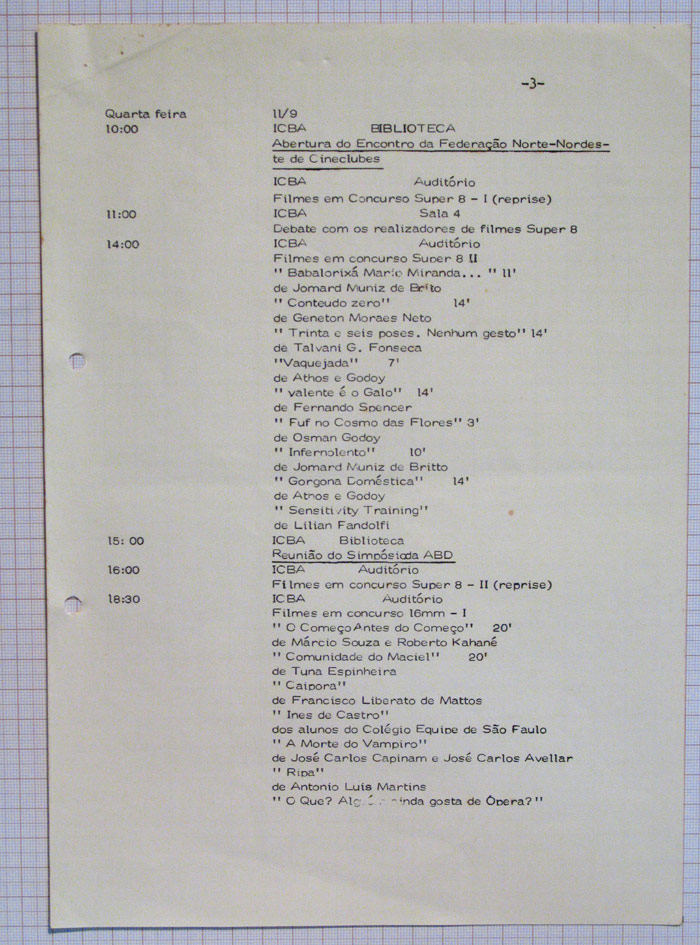 -3-
Quarta feira 11/9
10:00 ICBA BIBLIOTECA
Abertura do Encontro da Federação Norte-Nordes-
te de Cineclubes
ICBA Auditório
Filmes em Concurso Super 8 - I (reprise)
11:00 ICBA Sala 4
Debate com os realizadores de filmes Super 8
14:00 ICBA Auditório
Filmes em concurso Super 8 II
" Babalorixá Mario Miranda... " 11'
de Jomard Muniz de Brito
" Conteudo zero" 14'
de Geneton Moraes Neto
" Trinta e seis poses. Nenhum gesto" 14'
de Talvani G. Fonseca
"Vaquejada" 7'
de Athos e Godoy
" valente é o Galo" 14'
de Fernando Spencer
" Fuf no Cosmo das Flores" 3'
de Osman Godoy
" Infernolento" 10'
de Jomard Muniz de Britto
" Gorgona Doméstica" 14'
de Athos e Godoy
" Sensitivity Training"
de Lilian Fandolfi
15: 00 ICBA Biblioteca
Reunião do Simpósioda ABD
16:00 ICBA Auditório
Filmes em concurso Super 8 - II (reprise)
18:30 ICBA Auditório
Filmes em concurso 16mm - I
" O Começo Antes do Começo" 20'
de Márcio Souza e Roberto Kahané
" Comunidade do Maciel" 20'
de Tuna Espinheira
" Caipora"
de Francisco Liberato de Mattos
" Ines de Castro"
dos alunos do Colégio Equipe de São Paulo
" A Morte do Vampiro"
de José Carlos Capinam e José Carlos Avellar
" Ripa"
de Antonio Luis Martins
" O Que? ainda gosta de Ópera?"